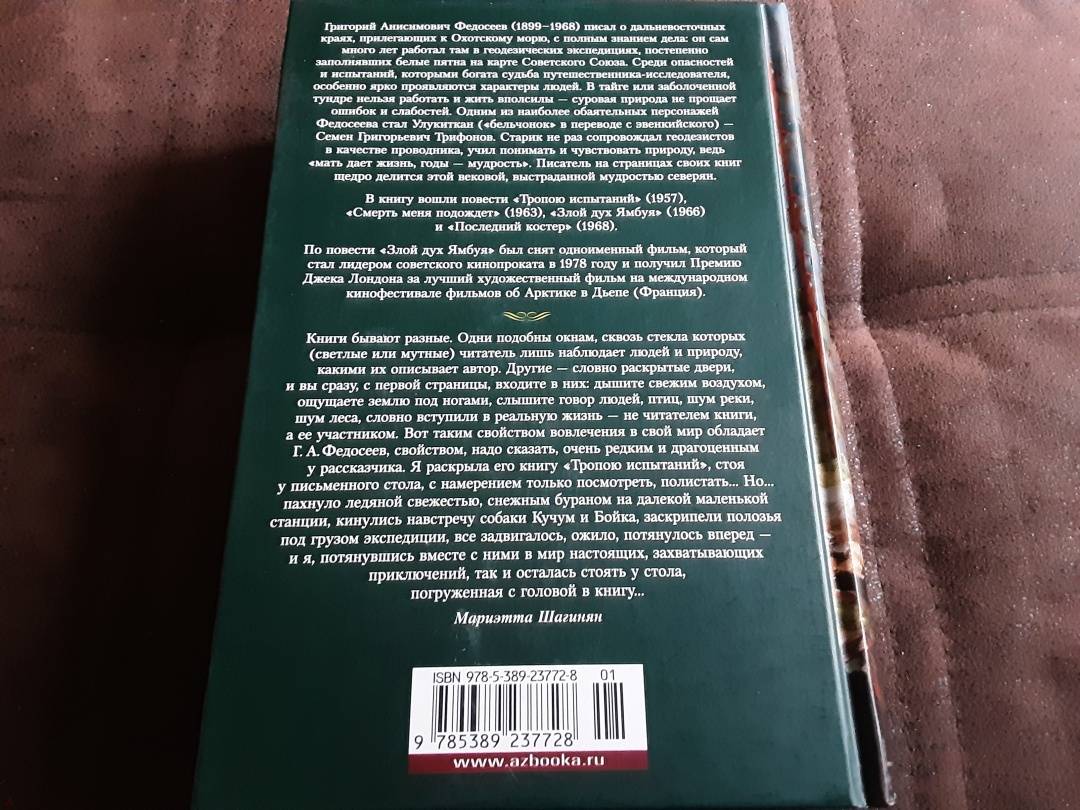 Григорий Анисимович Федосеев (1899–1968) писал о дальневосточных
краях, прилегающих к Охотскому морю, с полным знанием дела: он сам
много лет работал там в геодезических экспедициях, постепенно
заполнявших белые пятна на карте Советского Союза. Среди опасностей
и испытаний, которыми богата судьба путешественника-исследователя,
особенно ярко проявляются характеры людей. В тайге или заболоченной
тундре нельзя работать и жить вполсилы — суровая природа не прощает
ошибок и слабостей. Одним из наиболее обаятельных персонажей
Федосеева стал Улукиткан («бельчонок» в переводе с эвенкийского) —
Семен Григорьевич Трифонов. Старик не раз сопровождал геодезистов
в качестве проводника, учил понимать и чувствовать природу, ведь
«мать дает жизнь, годы — мудрость». Писатель на страницах своих книг
щедро делится этой вековой, выстраданной мудростью северян.
В книгу вошли повести «Тропою испытаний» (1957),
«Смерть меня подождет» (1963), «Злой дух Ямбуя» (1966)
и «Последний костер» (1968).
По повести «Злой дух Ямбуя» был снят одноименный фильм, который
стал лидером советского кинопроката в 1978 году и получил Премию
Джека Лондона за лучший художественный фильм на международном
кинофестивале фильмов об Арктике в Дьепе (Франция).
Книги бывают разные. Одни подобны окнам, сквозь стекла которых
(светлые или мутные) читатель лишь наблюдает людей и природу,
какими их описывает автор. Другие — словно раскрытые двери,
и вы сразу, с первой страницы, входите в них: дышите свежим воздухом,
ощущаете землю под ногами, слышите говор людей, птиц, шум реки,
шум леса, словно вступили в реальную жизнь — не читателем книги,
а ее участником. Вот таким свойством вовлечения в свой мир обладает
Г. А. Федосеев, свойством, надо сказать, очень редким и драгоценным
у рассказчика. Я раскрыла его книгу «Тропою испытаний», стоя
у письменного стола, с намерением только посмотреть, полистать... Но...
пахнуло ледяной свежестью, снежным бураном на далекой маленькой
станции, кинулись навстречу собаки Кучум и Бойка, заскрипели полозья
под грузом экспедиции, все задвигалось, ожило, потянулось вперед —
и я, потянувшись вместе с ними в мир настоящих, захватывающих
приключений, так и осталась стоять у стола,
погруженная с головой в книгу...
Мариэтта Шагинян
ISBN 978-5-389-23772-8 01
9 785389 237728
www.azbooka.ru